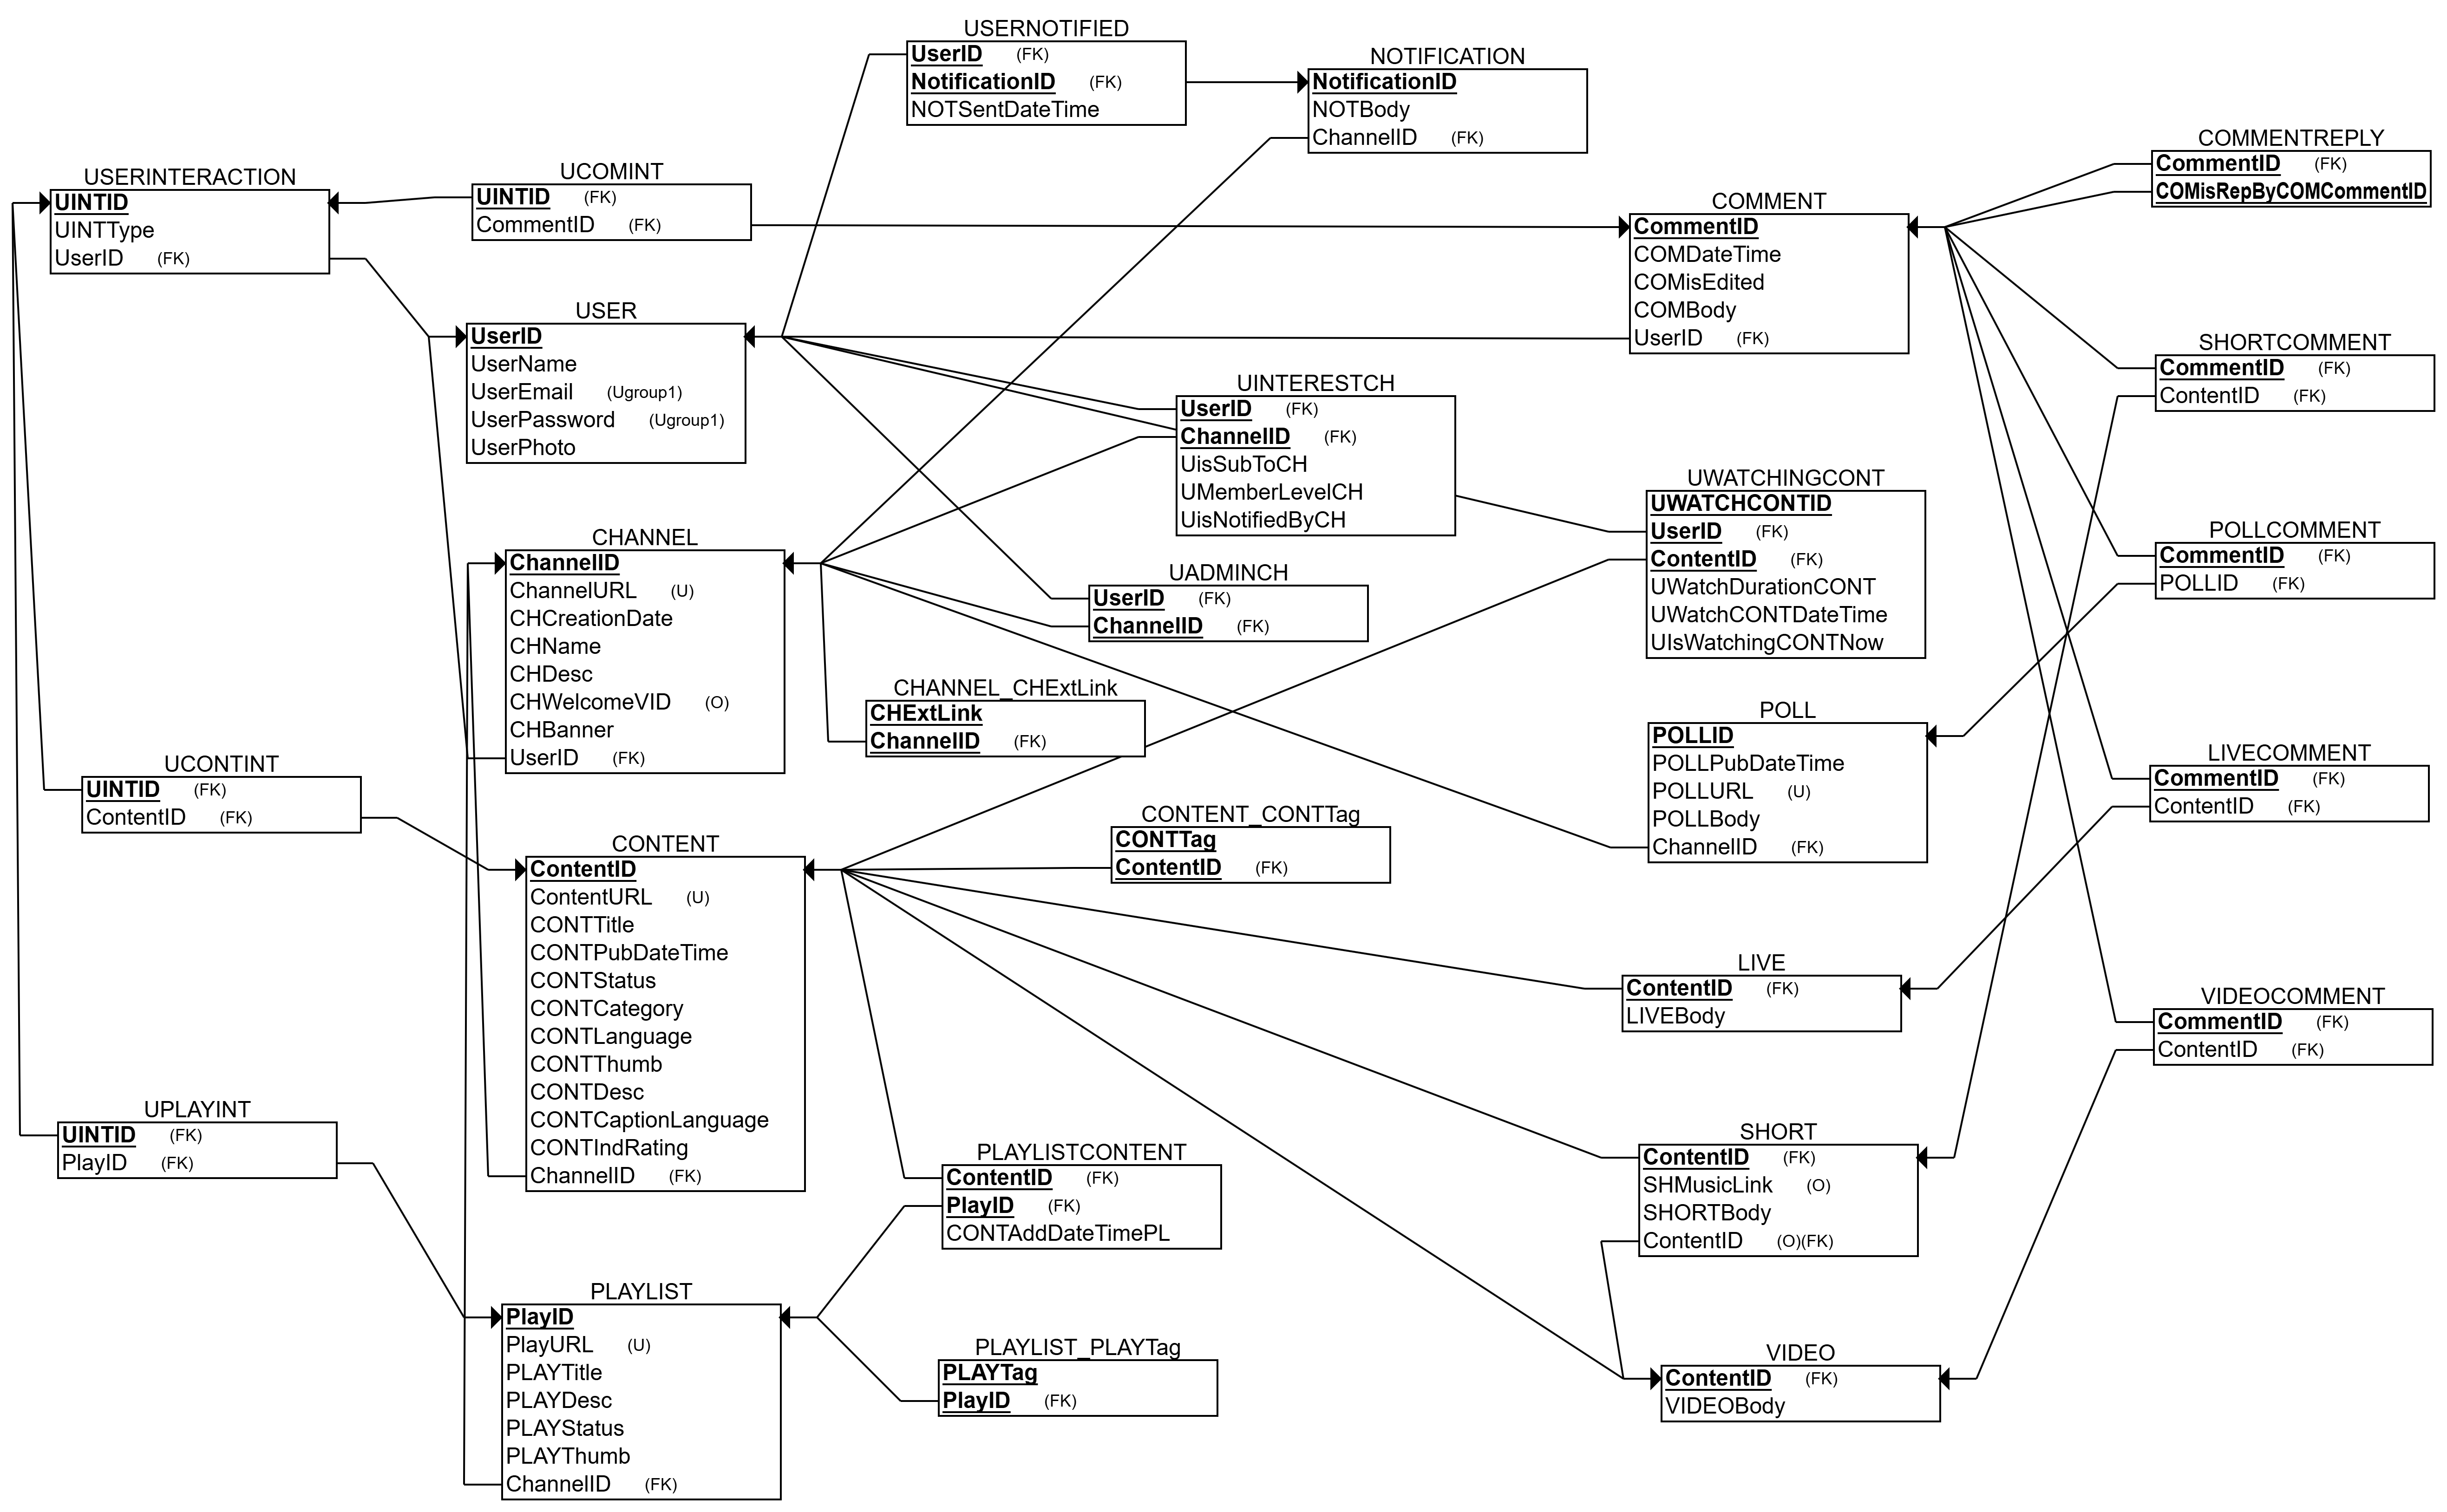 USERNOTIFIED
UserID (FK)
NotificationID (FK)
NOTSentDateTime
NOTIFICATION
NotificationID
NOTBody
ChannelID (FK)
COMMENTREPLY
CommentID (FK)
COMisRepByCOMCommentID
USERINTERACTION
UINTID
UINTType
UserID (FK)
UCOMINT
UINTID (FK)
CommentID (FK)
COMMENT
CommentID
COMDateTime
COMisEdited
COMBody
UserID (FK)
USER
UserID
UserName
UserEmail (Ugroup1)
UserPassword (Ugroup1)
UserPhoto
SHORTCOMMENT
CommentID (FK)
ContentID (FK)
UINTERESTCH
UserID (FK)
ChannelID (FK)
UisSubToCH
UMemberLevelCH
UisNotifiedByCH
UWATCHINGCONT
UWATCHCONTID
UserID (FK)
ContentID (FK)
UWatchDurationCONT
UWatchCONTDateTime
UIsWatchingCONTNow
POLLCOMMENT
CommentID (FK)
POLLID (FK)
CHANNEL
ChannelID
ChannelURL (U)
CHCreationDate
CHName
CHDesc
CHWelcomeVID (O)
CHBanner
UserID (FK)
UADMINCH
UserID (FK)
ChannelID (FK)
CHANNEL_CHExtLink
CHExtLink
ChannelID (FK)
POLL
POLLID
POLLPubDateTime
POLLURL (U)
POLLBody
ChannelID (FK)
LIVECOMMENT
CommentID (FK)
ContentID (FK)
UCONTINT
UINTID (FK)
ContentID (FK)
CONTENT_CONTTag
CONTTag
ContentID (FK)
CONTENT
ContentID
ContentURL (U)
CONTTitle
CONTPubDateTime
CONTStatus
CONTCategory
CONTLanguage
CONTThumb
CONTDesc
CONTCaptionLanguage
CONTIndRating
ChannelID (FK)
LIVE
ContentID (FK)
LIVEBody
VIDEOCOMMENT
CommentID (FK)
ContentID (FK)
UPLAYINT
UINTID (FK)
PlayID (FK)
SHORT
ContentID (FK)
SHMusicLink (O)
SHORTBody
ContentID (O)(FK)
PLAYLISTCONTENT
ContentID (FK)
PlayID (FK)
CONTAddDateTimePL
PLAYLIST
PlayID
PlayURL (U)
PLAYTitle
PLAYDesc
PLAYStatus
PLAYThumb
ChannelID (FK)
PLAYLIST_PLAYTag
PLAYTag
PlayID (FK)
VIDEO
ContentID (FK)
VIDEOBody